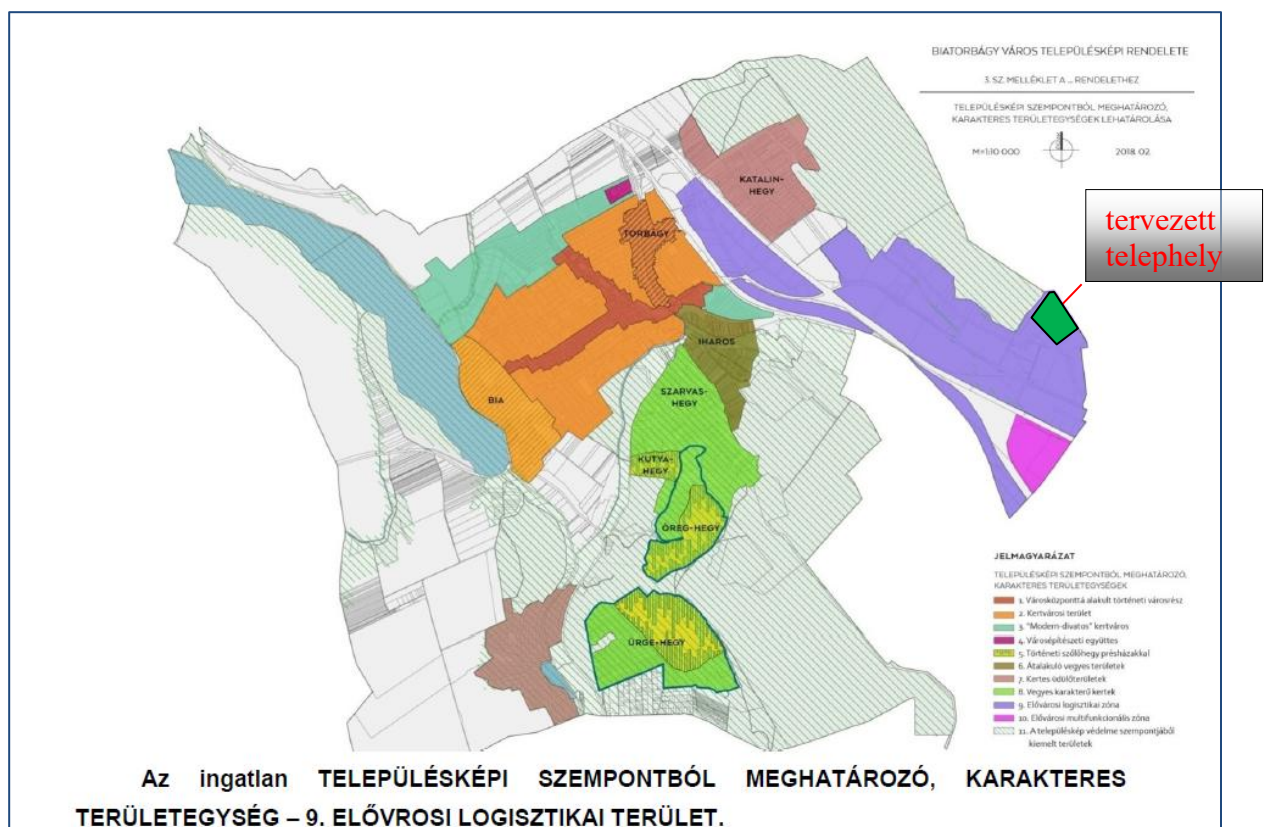 BIATORBÁGY VÁROS TELEPÜLÉSKÉPI RENDELETE
3. SZ. MELLÉKLET A ... RENDELETHEZ
TELEPÜLÉSKÉPI SZEMPONTBÓL MEGHATÁROZÓ,
KARAKTERES TERÜLETEGYSÉGEK LEHATÁROLÁSA
M=1:10 000
2018. 02.
KATALIN-
HEGY
tervezett
telephely
TORBÁGY
IHAROS
SZARVAS-
HEGY
BIA
KUTYA-
HEGY
ÖREG-HEGY
ÜRGE-HEGY
JELMAGYARÁZAT
TELEPÜLÉSKÉPI SZEMPONTBÓL MEGHATÁROZÓ,
KARAKTERES TERÜLETEGYSÉGEK
1. Városközponttá alakult történeti városrész
2. Kertvárosi terület
3. "Modern-divatos" kertváros
4. Városépítészeti együttes
5. Történeti szőlőhegy présházakkal
6. Átalakuló vegyes területek
7. Kertes üdülőterületek
8. Vegyes karakterű kertek
9. Elővárosi logisztikai zóna
10. Elővárosi multifunkcionális zóna
11. A településkép védelme szempontjából
kiemelt területek
Az ingatlan TELEPÜLÉSKÉPI SZEMPONTBÓL MEGHATÁROZÓ, KARAKTERES
TERÜLETEGYSÉG – 9. ELŐVROSI LOGISZTIKAI TERÜLET.